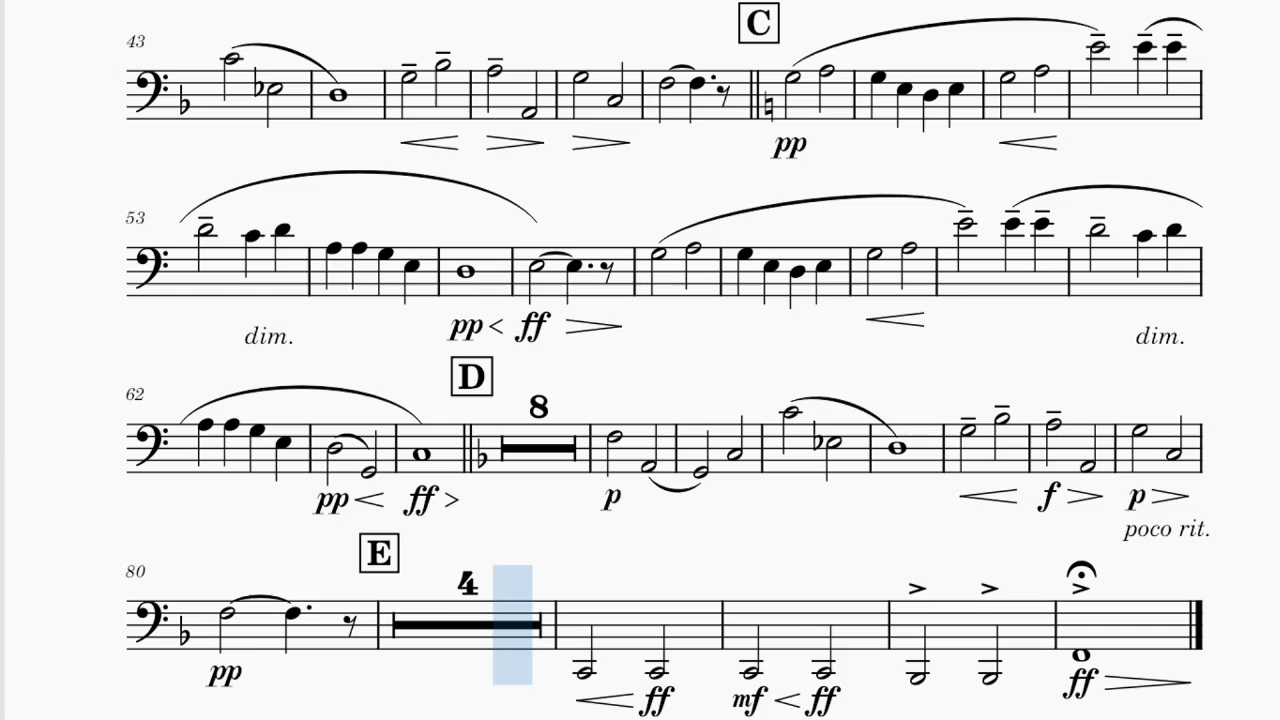 C
43
pp
53
dim.
pp ff
dim.
62
D
8
pp ff
p
f p
poco rit.
E
80
4
pp
ff mf ff
ff